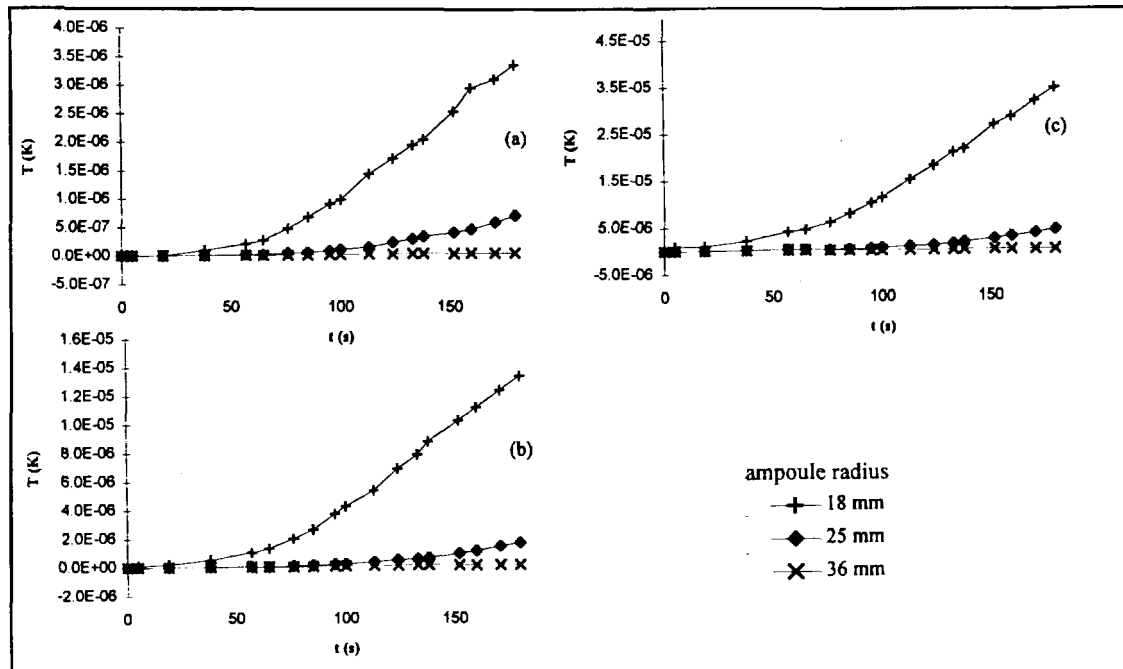 4.0E-06
3.5E-06
3.0E-06
2.5E-06
2.0E-06
1.5E-06
1.0E-06
5.0E-07
0.0E+00
-5.0E-07
T (K)
(a)
0 50 100 150
t (s)
4.5E-05
3.5E-05
2.5E-05
1.5E-05
5.0E-06
-5.0E-06
T (K)
(c)
0 50 100 150
t (s)
1.6E-05
1.4E-05
1.2E-05
1.0E-05
8.0E-06
6.0E-06
4.0E-06
2.0E-06
0.0E+00
-2.0E-06
T (K)
(b)
0 50 100 150
t (s)
ampoule radius
18 mm
25 mm
36 mm